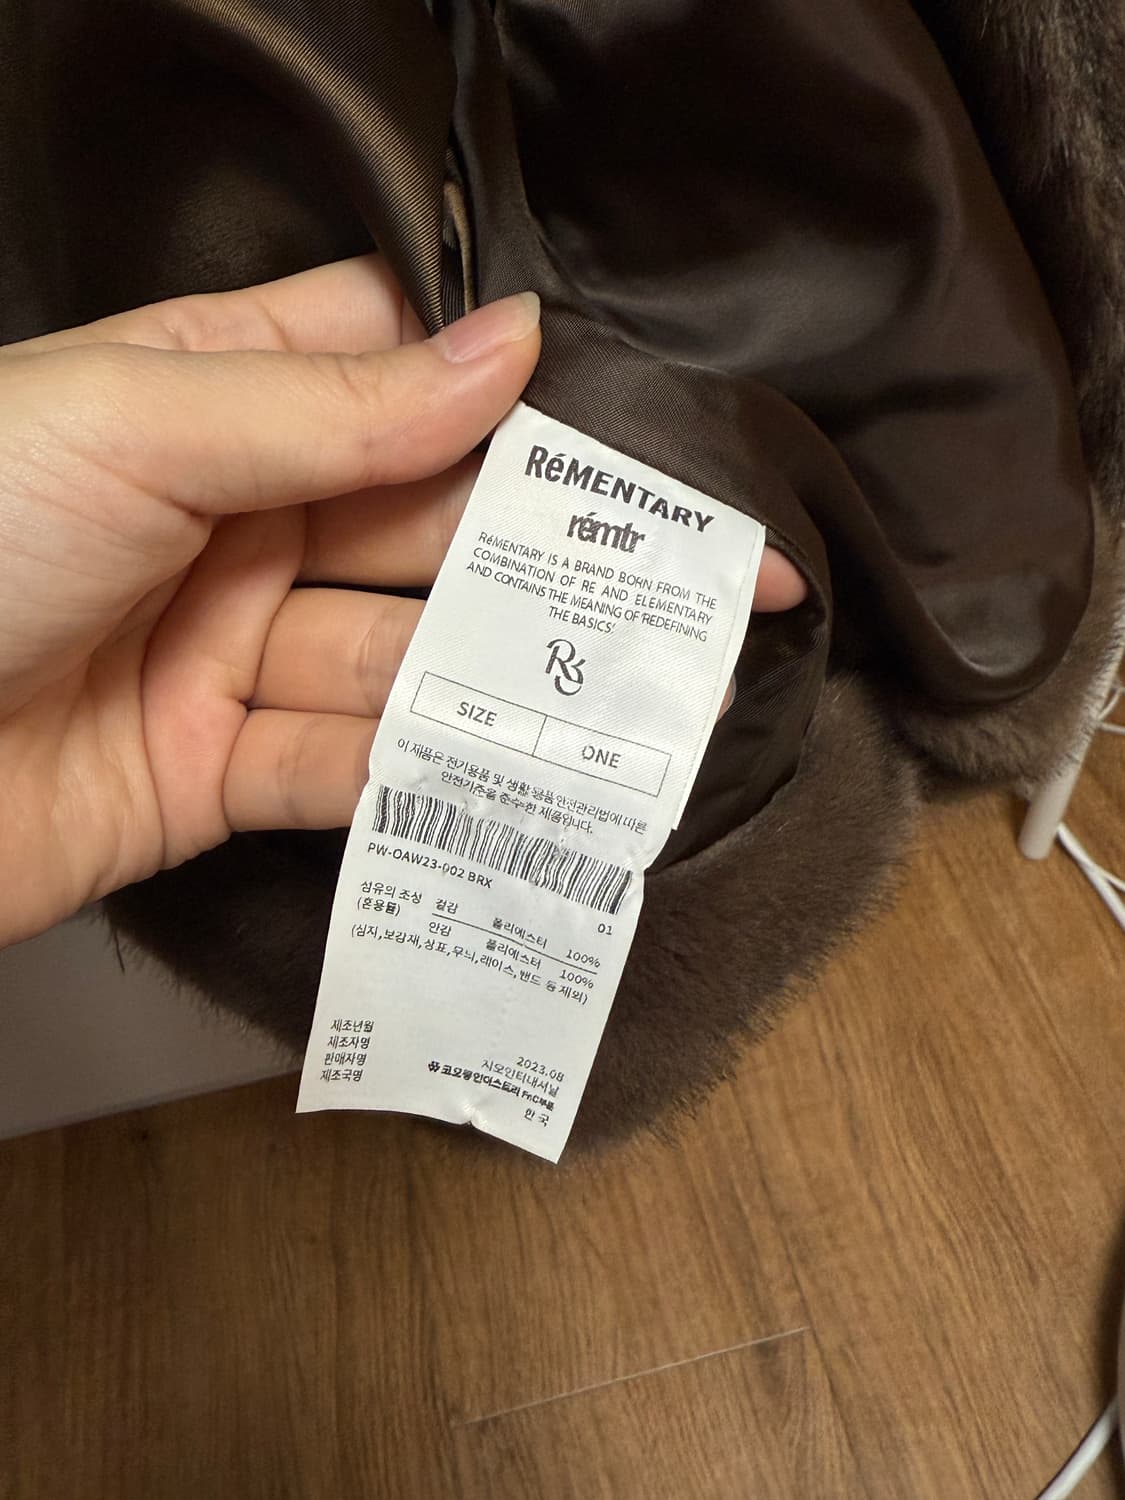 RéMENTARY
rémtr
RéMENTARY IS A BRAND BORN FROM THE
COMBINATION OF RE AND ELEMENTARY
AND CONTAINS THE MEANING OF 'REDEFINING
THE BASICS.'
SIZE ONE
이 제품은 전기용품 및 생활용품안전관리법에 따른
안전기준을 준수한 제품입니다.
PW-OAW23-002 BRX
01
섬유의 조성 겉감 폴리에스터 100%
(혼용률) 안감 폴리에스터 100%
(심지,보강재,상표,무늬,레이스,밴드 등 제외)
제조년월 2023.08
제조자명 지오인터내셔널
판매자명 코오롱인더스트리 FnC부문
제조국명 한국